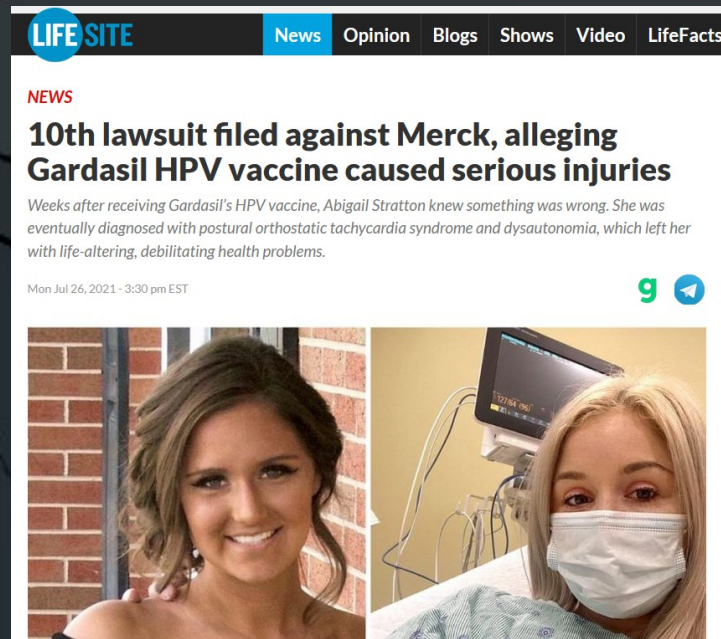 LIFE SITE News Opinion Blogs Shows Video LifeFacts
NEWS
10th lawsuit filed against Merck, alleging
Gardasil HPV vaccine caused serious injuries
Weeks after receiving Gardasil's HPV vaccine, Abigail Stratton knew something was wrong. She was
eventually diagnosed with postural orthostatic tachycardia syndrome and dysautonomia, which left her
with life-altering, debilitating health problems.
Mon Jul 26, 2021 - 3:30 pm EST
g
127/64 (96)